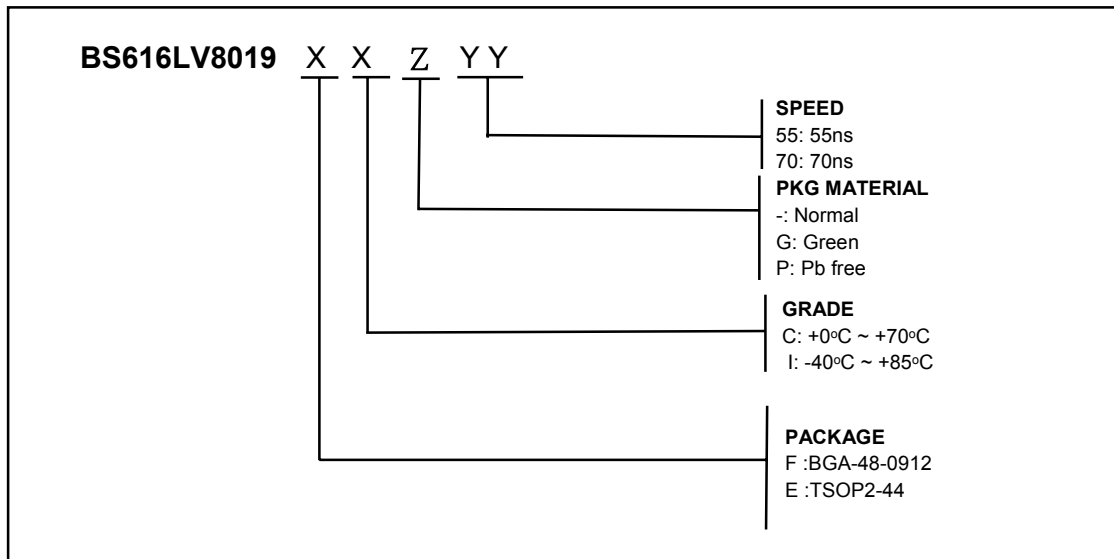 BS616LV8019 X X Z Y Y
SPEED
55: 55ns
70: 70ns
PKG MATERIAL
-: Normal
G: Green
P: Pb free
GRADE
C: +0ºC ~ +70ºC
I: -40ºC ~ +85ºC
PACKAGE
F :BGA-48-0912
E :TSOP2-44